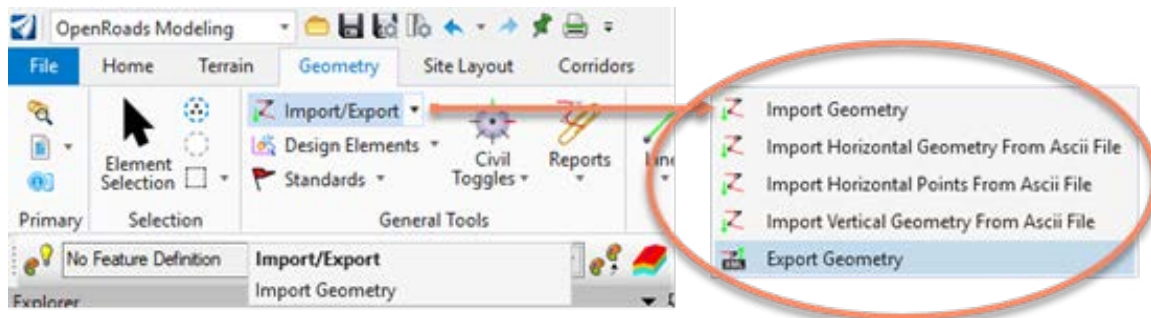 OpenRoads Modeling
File Home Terrain Geometry Site Layout Corridors
Import/Export
Design Elements
Standards
Element
Selection
Civil
Toggles
Reports
Primary Selection General Tools
No Feature Definition
Import/Export
Import Geometry
Explorer
Import Geometry
Import Horizontal Geometry From Ascii File
Import Horizontal Points From Ascii File
Import Vertical Geometry From Ascii File
Export Geometry